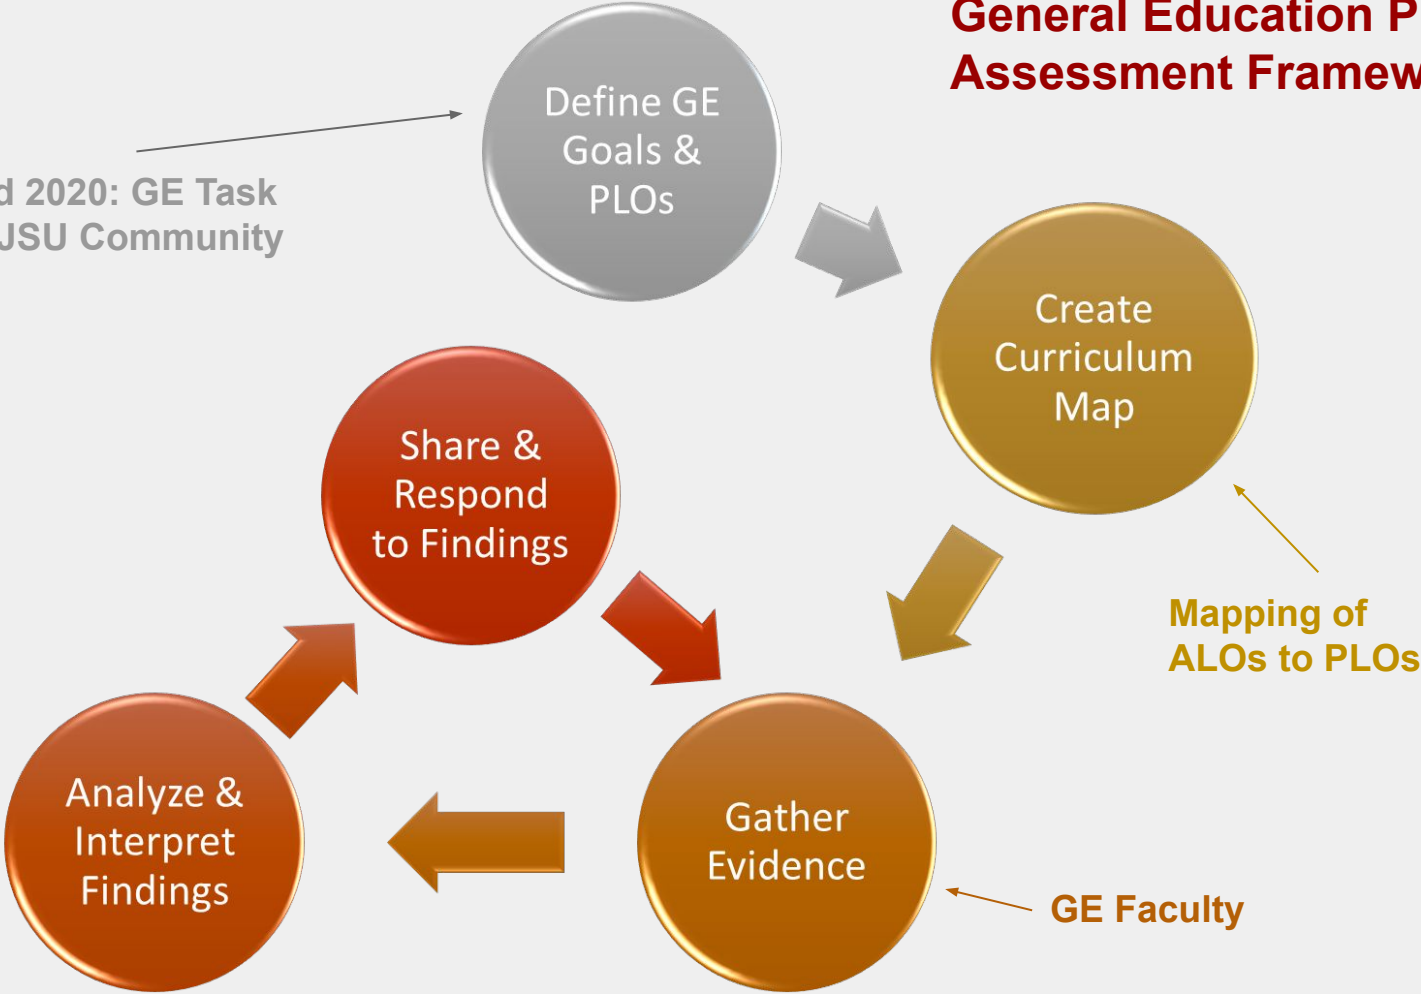 General Education P
Assessment Framew
Define GE
Goals &
PLOs
d 2020: GE Task
JSU Community
Create
Curriculum
Map
Share &
Respond
to Findings
Mapping of
ALOs to PLOs
Analyze &
Interpret
Findings
Gather
Evidence
GE Faculty